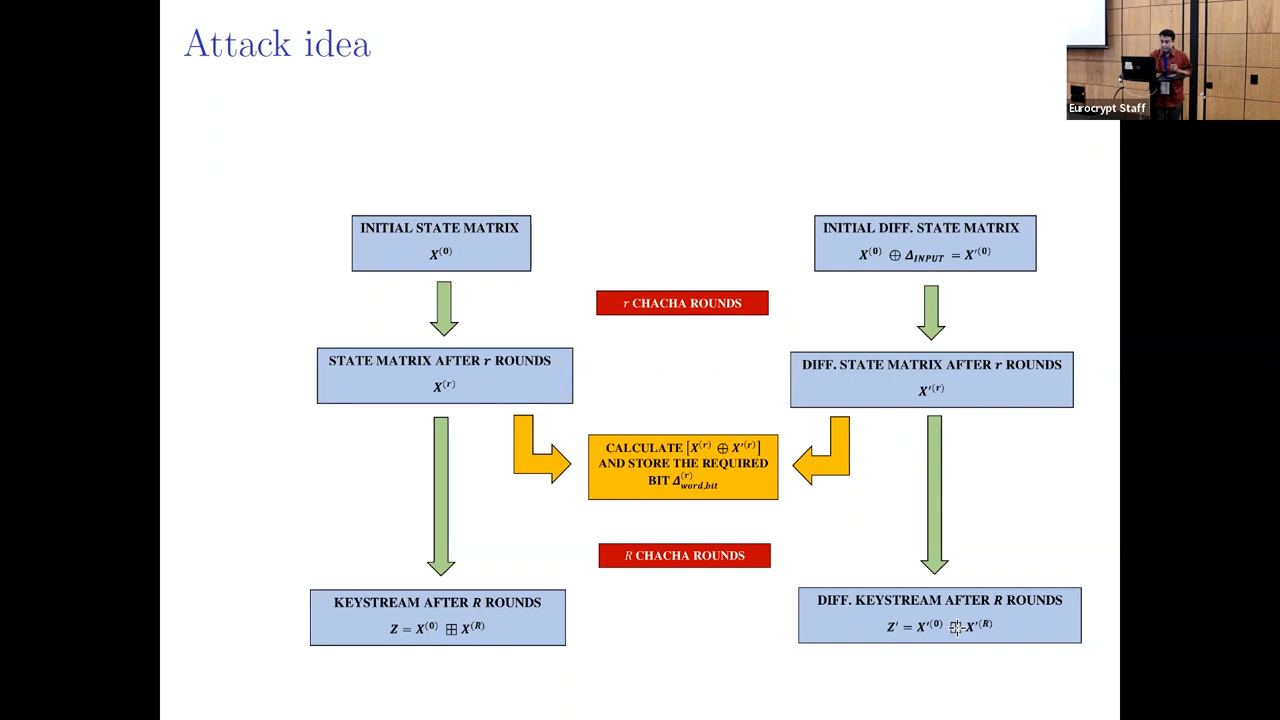 Attack idea
Eurocrypt Staff
INITIAL STATE MATRIX
X^(0)
INITIAL DIFF. STATE MATRIX
X^(0) ⊕ Δ_INPUT = X'^(0)
r CHACHA ROUNDS
STATE MATRIX AFTER r ROUNDS
X^(r)
DIFF. STATE MATRIX AFTER r ROUNDS
X'^(r)
CALCULATE [X^(r) ⊕ X'^(r)]
AND STORE THE REQUIRED
BIT Δ^(r)_word,bit
R CHACHA ROUNDS
KEYSTREAM AFTER R ROUNDS
Z = X^(0) ⊞ X^(R)
DIFF. KEYSTREAM AFTER R ROUNDS
Z' = X'^(0) ⊞ X'^(R)